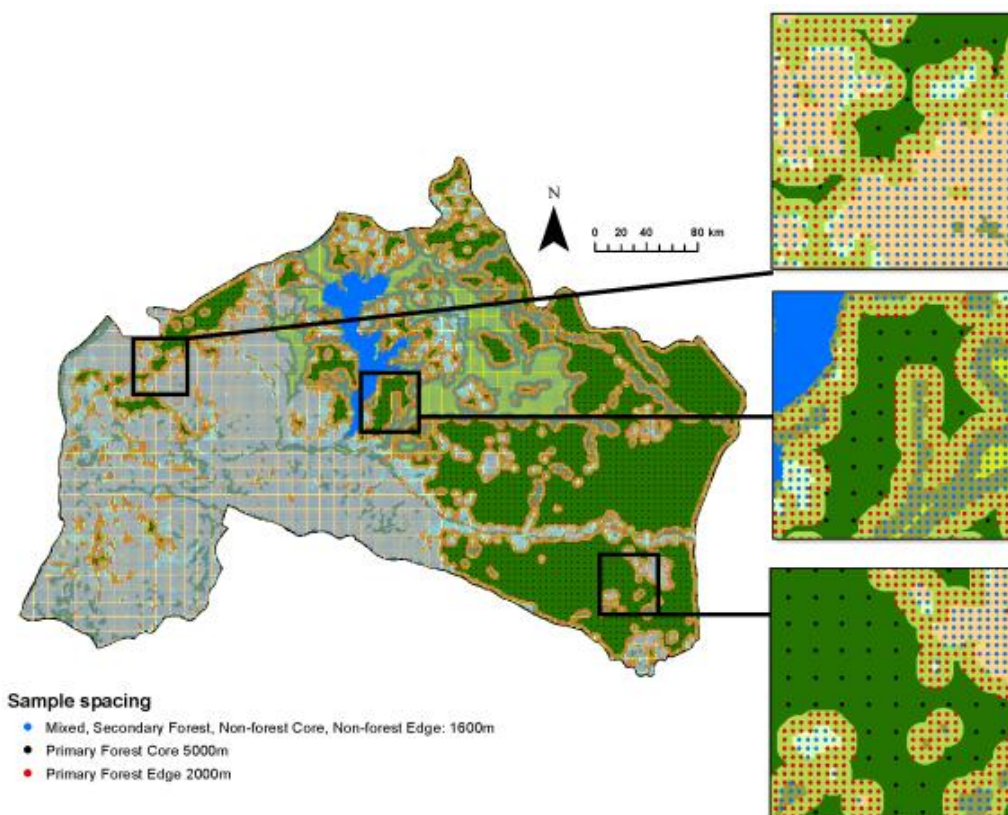 N
0 20 40 80 km
Sample spacing
Mixed, Secondary Forest, Non-forest Core, Non-forest Edge: 1600m
Primary Forest Core 5000m
Primary Forest Edge 2000m